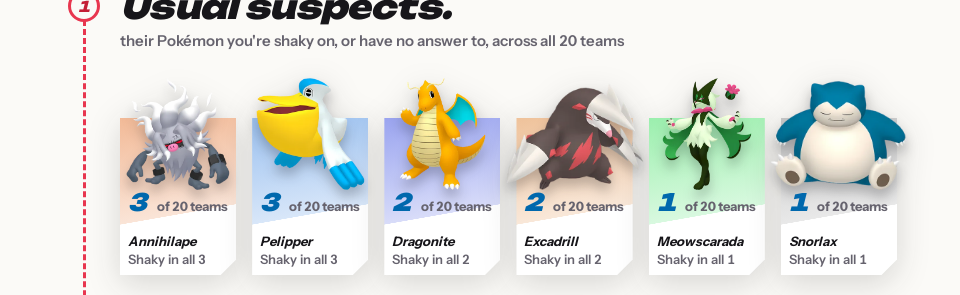 1
Usual suspects.
their Pokémon you're shaky on, or have no answer to, across all 20 teams
3 of 20 teams
Annihilape
Shaky in all 3
3 of 20 teams
Pelipper
Shaky in all 3
2 of 20 teams
Dragonite
Shaky in all 2
2 of 20 teams
Excadrill
Shaky in all 2
1 of 20 teams
Meowscarada
Shaky in all 1
1 of 20 teams
Snorlax
Shaky in all 1